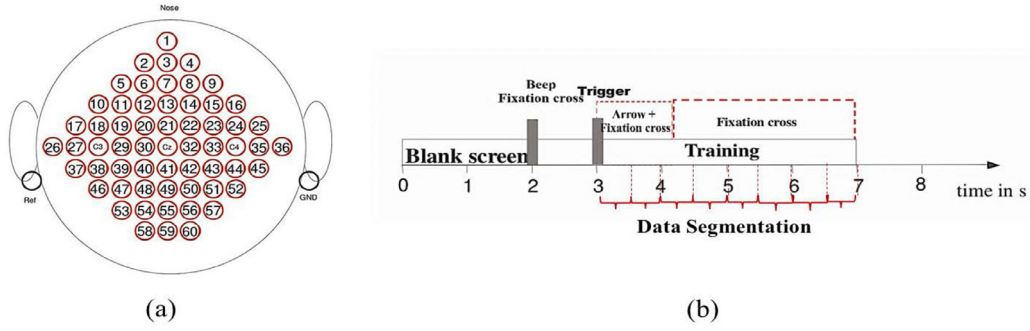 Nose
1
2 3 4
5 6 7 8 9
10 11 12 13 14 15 16
17 18 19 20 21 22 23 24 25
26 27 C3 29 30 Cz 32 33 C4 35 36
37 38 39 40 41 42 43 44 45
46 47 48 49 50 51 52
53 54 55 56 57
58 59 60
Ref
GND
(a)
Beep
Fixation cross
Trigger
Arrow +
Fixation cross
Fixation cross
Blank screen
Training
0 2 3 4 5 6 7 8
time in s
Data Segmentation
(b)